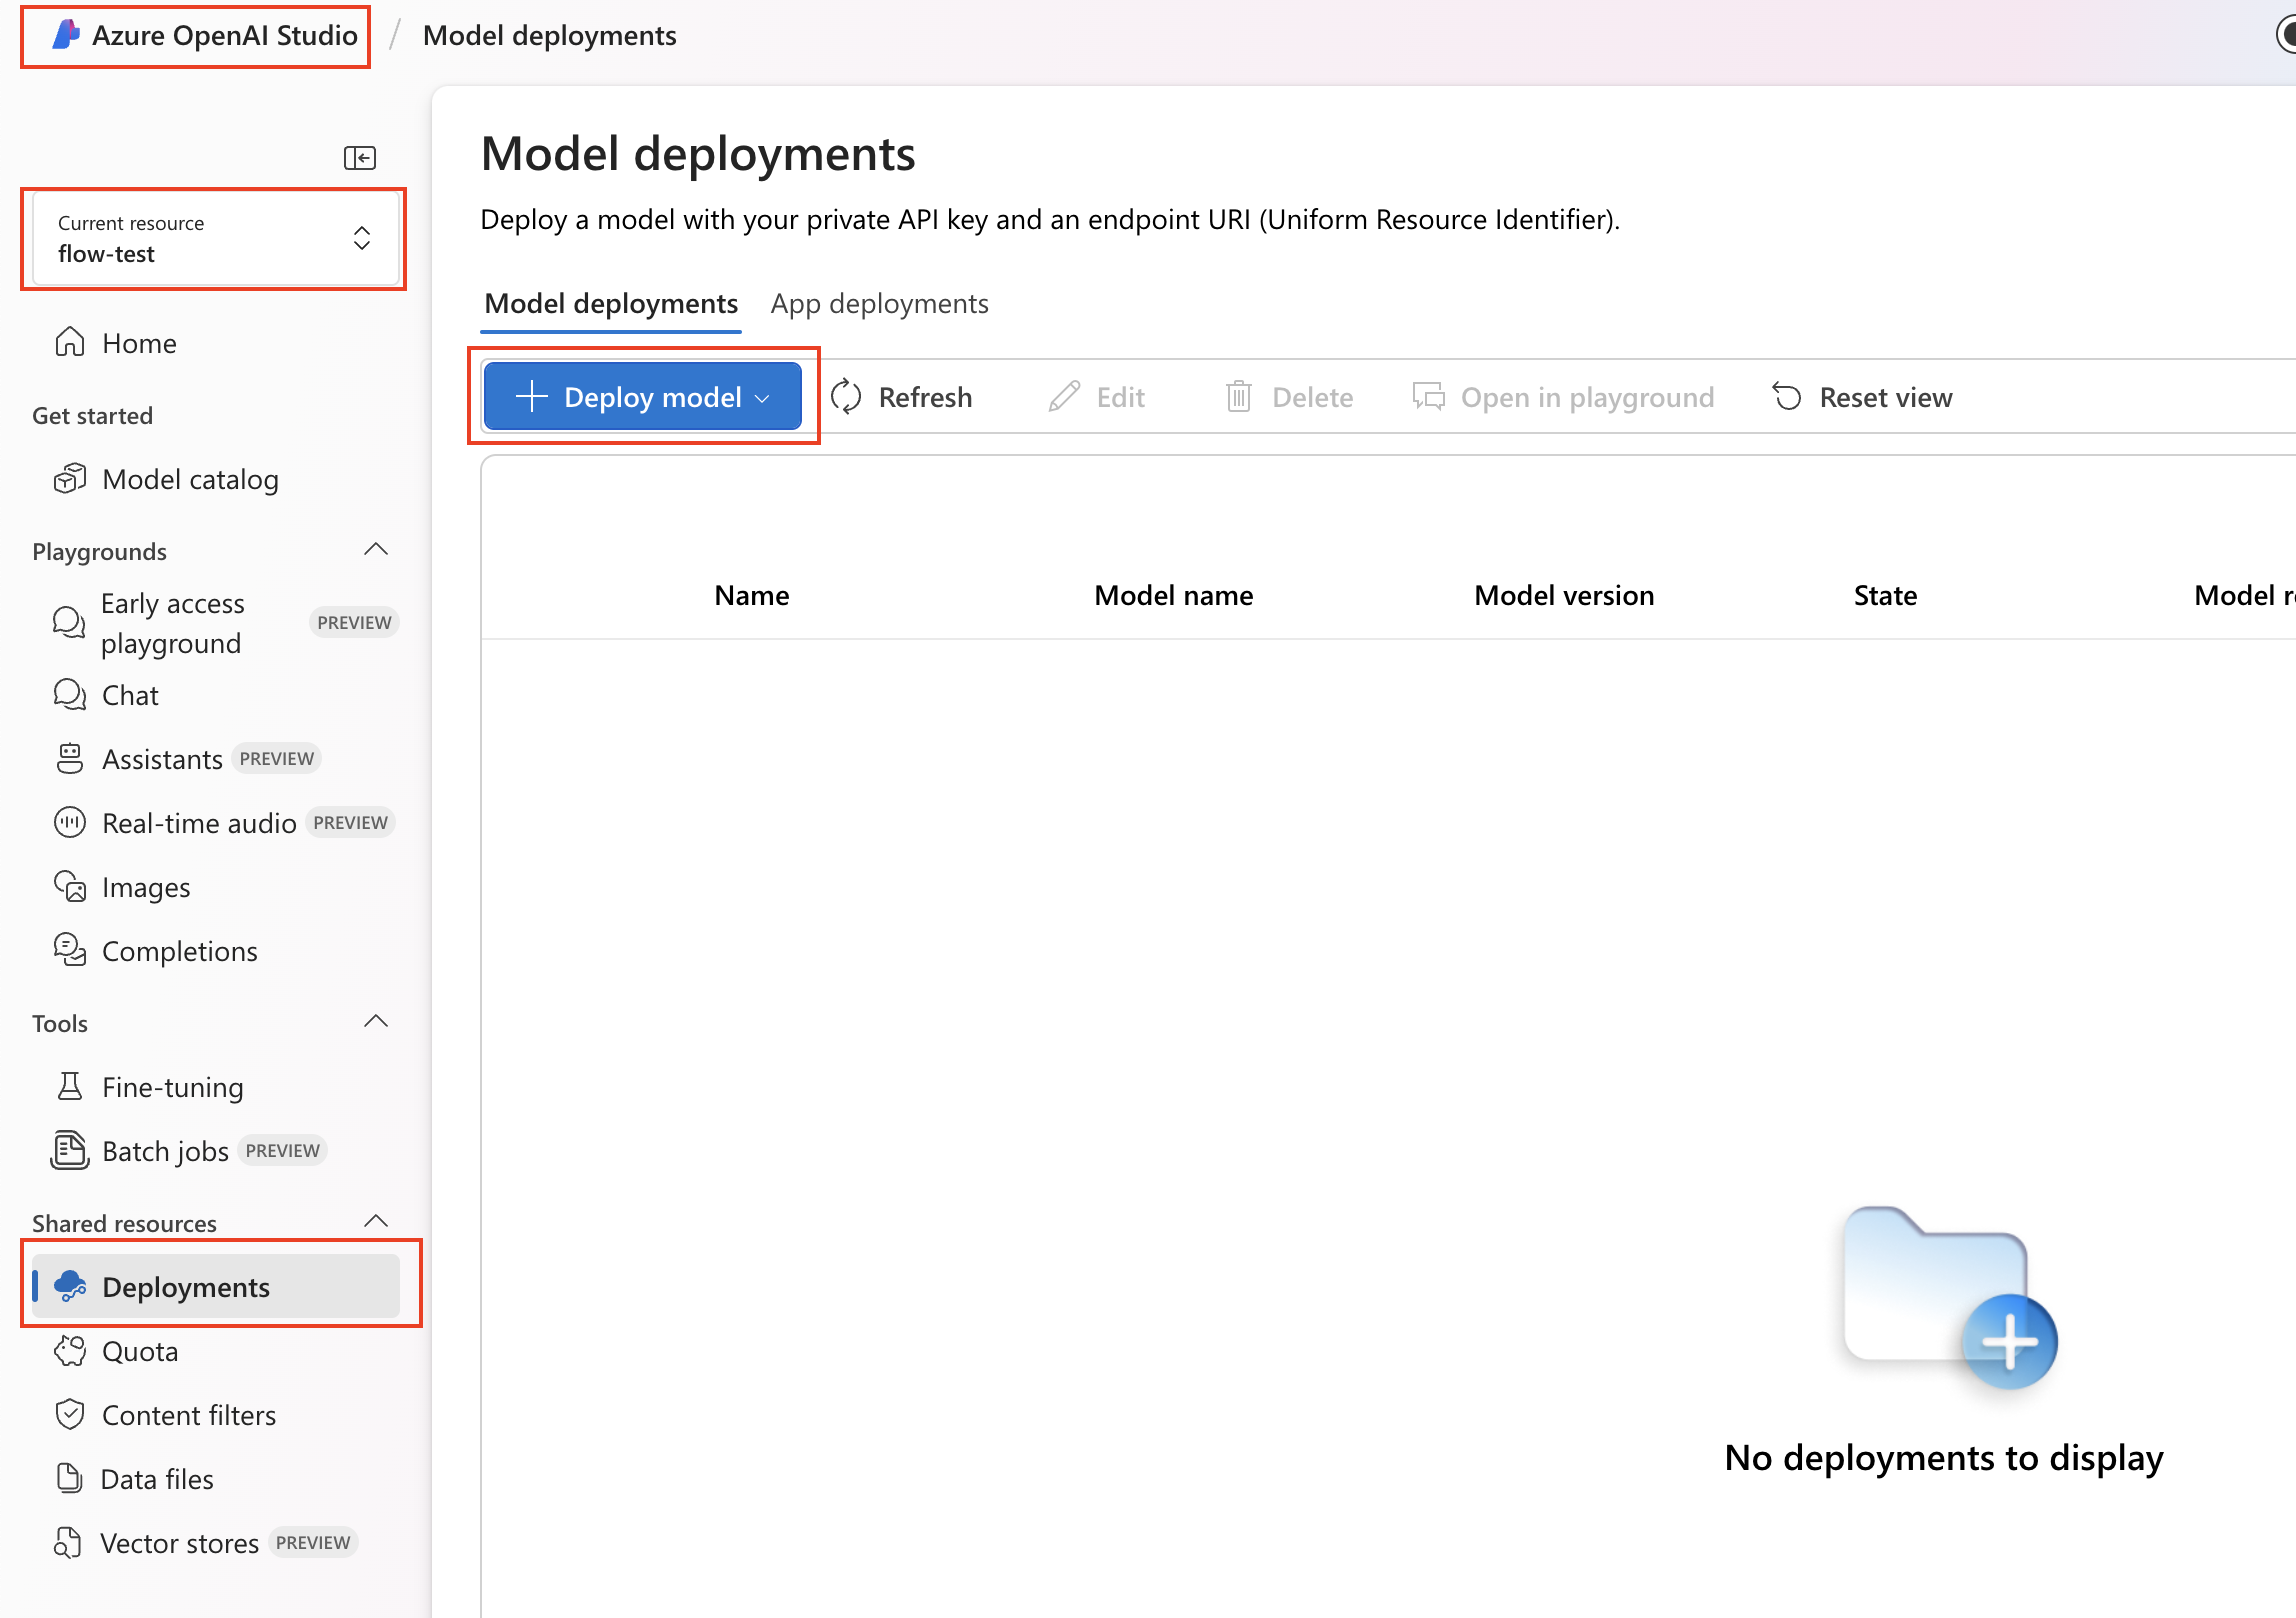 Azure OpenAI Studio / Model deployments
Current resource
flow-test
Home
Get started
Model catalog
Playgrounds
Early access
playground PREVIEW
Chat
Assistants PREVIEW
Real-time audio PREVIEW
Images
Completions
Tools
Fine-tuning
Batch jobs PREVIEW
Shared resources
Deployments
Quota
Content filters
Data files
Vector stores PREVIEW
Model deployments
Deploy a model with your private API key and an endpoint URI (Uniform Resource Identifier).
Model deployments App deployments
Deploy model Refresh Edit Delete Open in playground Reset view
Name Model name Model version State Model
No deployments to display